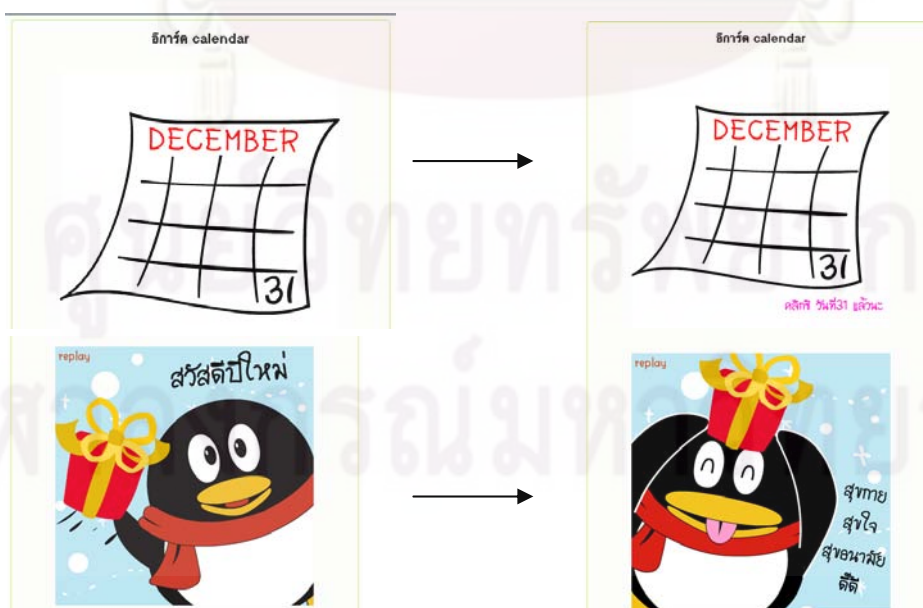 อีการ์ด calendar
อีการ์ด calendar
DECEMBER
31
DECEMBER
31
คลิกซิ วันที่31 แล้วนะ
replay
สวัสดีปีใหม่
replay
สุขกาย
สุขใจ
สุขอนามัย
ดี๊ดี